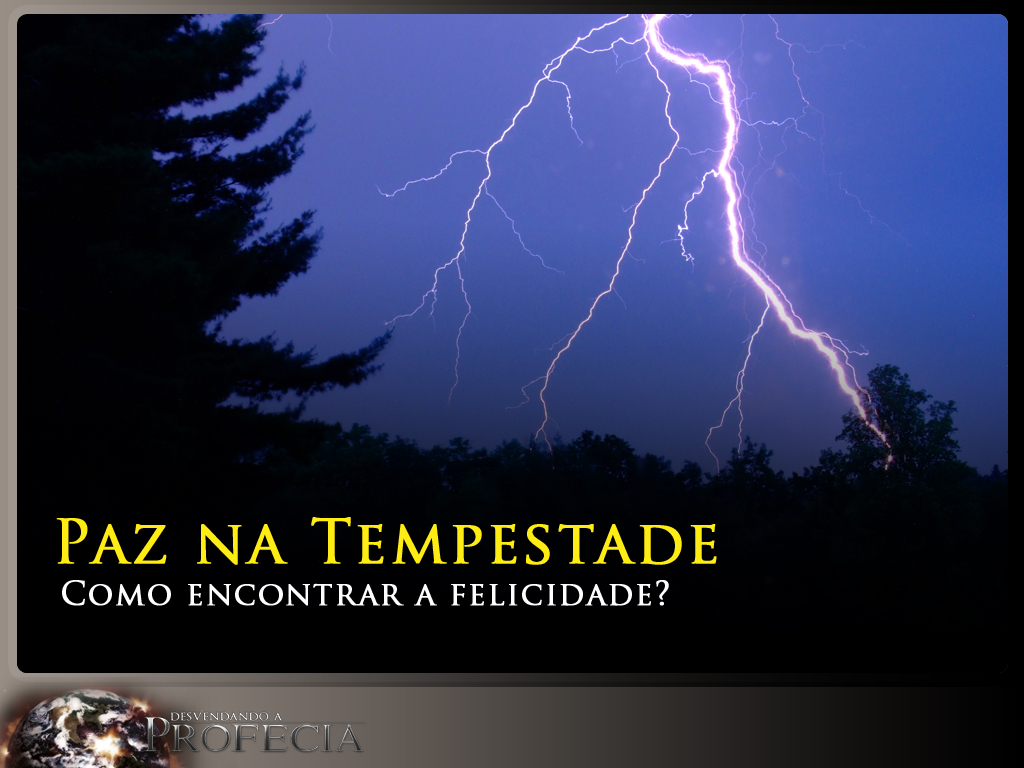 Paz na Tempestade
Como encontrar a felicidade?
Desvendando a
Profecia